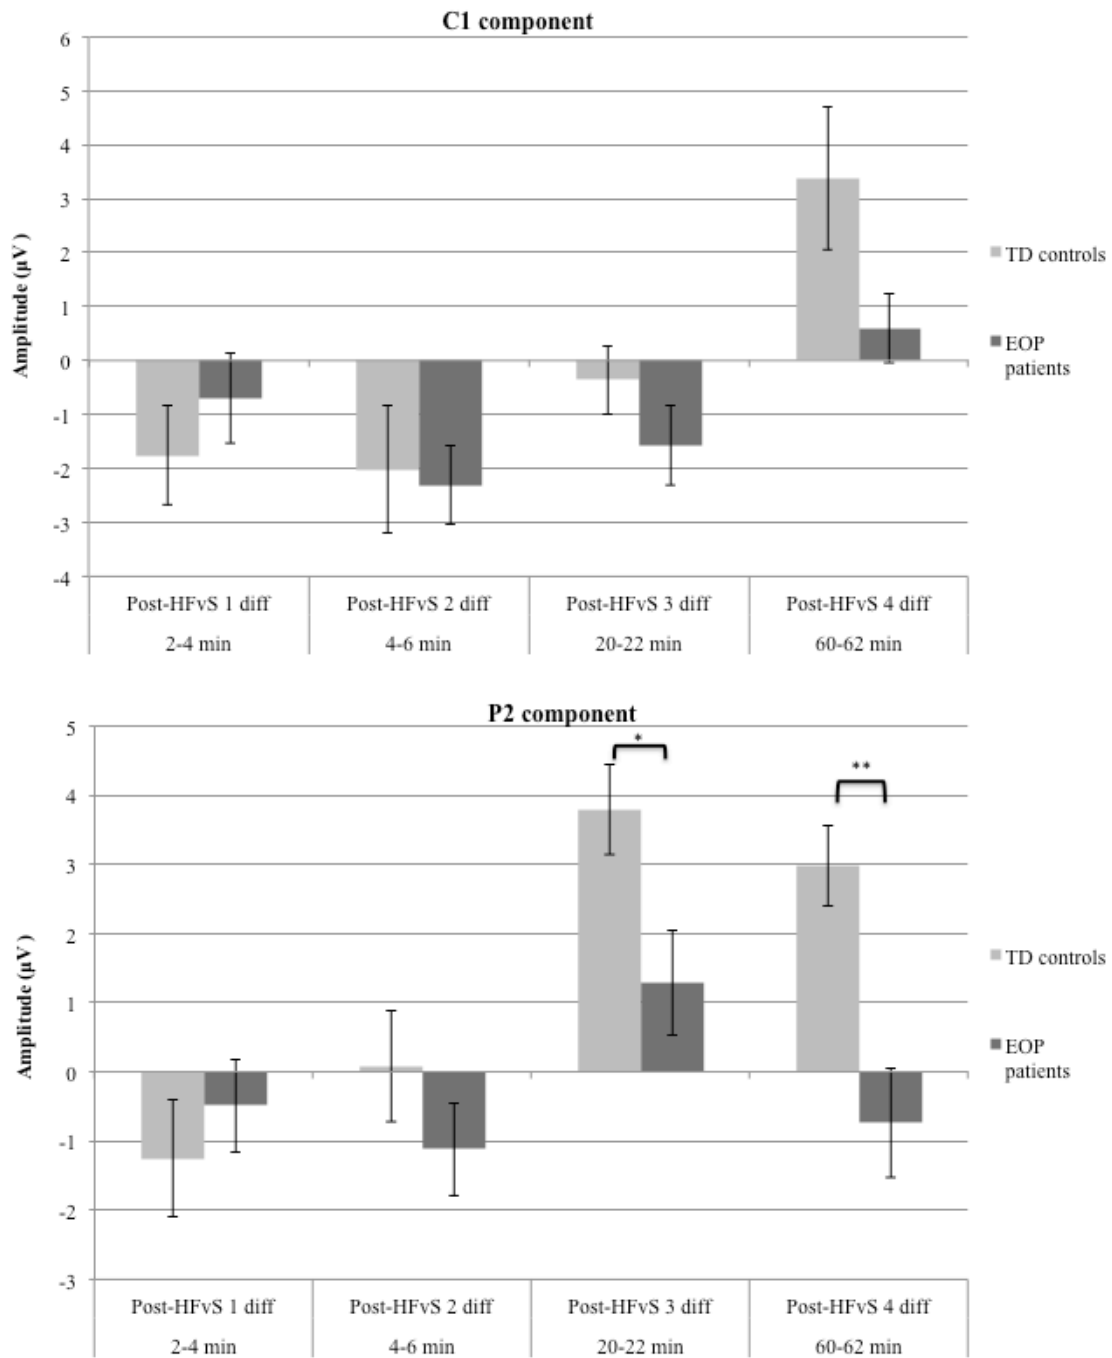 C1 component
6
5
4
3
2
1
0
-1
-2
-3
-4
Amplitude (µV )
TD controls
EOP
patients
Post-HFvS 1 diff
Post-HFvS 2 diff
Post-HFvS 3 diff
Post-HFvS 4 diff
2-4 min
4-6 min
20-22 min
60-62 min
P2 component
5
4
3
2
1
0
-1
-2
-3
Amplitude (µV )
*
**
TD controls
EOP
patients
Post-HFvS 1 diff
Post-HFvS 2 diff
Post-HFvS 3 diff
Post-HFvS 4 diff
2-4 min
4-6 min
20-22 min
60-62 min